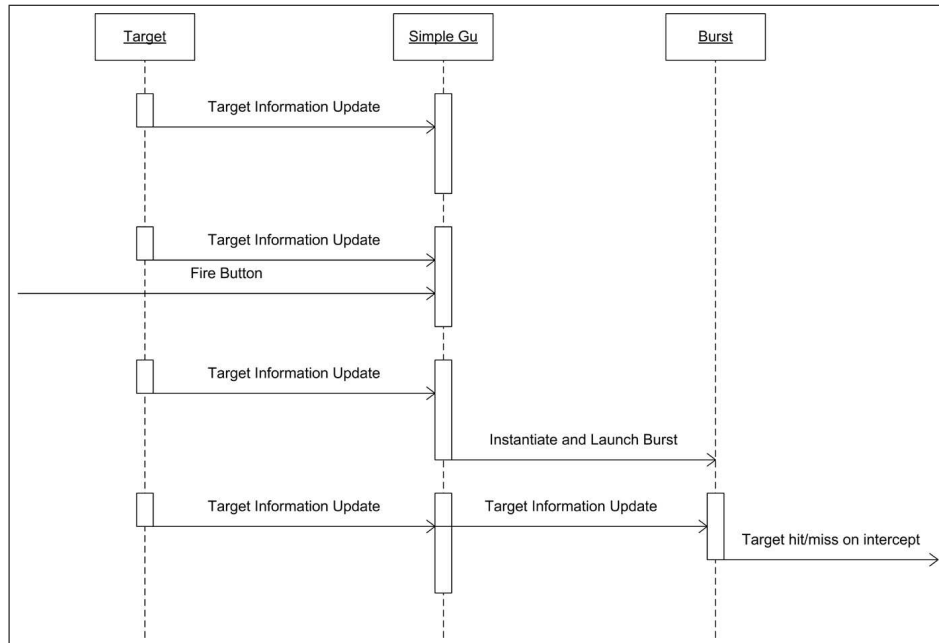 Target
Simple Gu
Burst
Target Information Update
Target Information Update
Fire Button
Target Information Update
Instantiate and Launch Burst
Target Information Update
Target Information Update
Target hit/miss on intercept